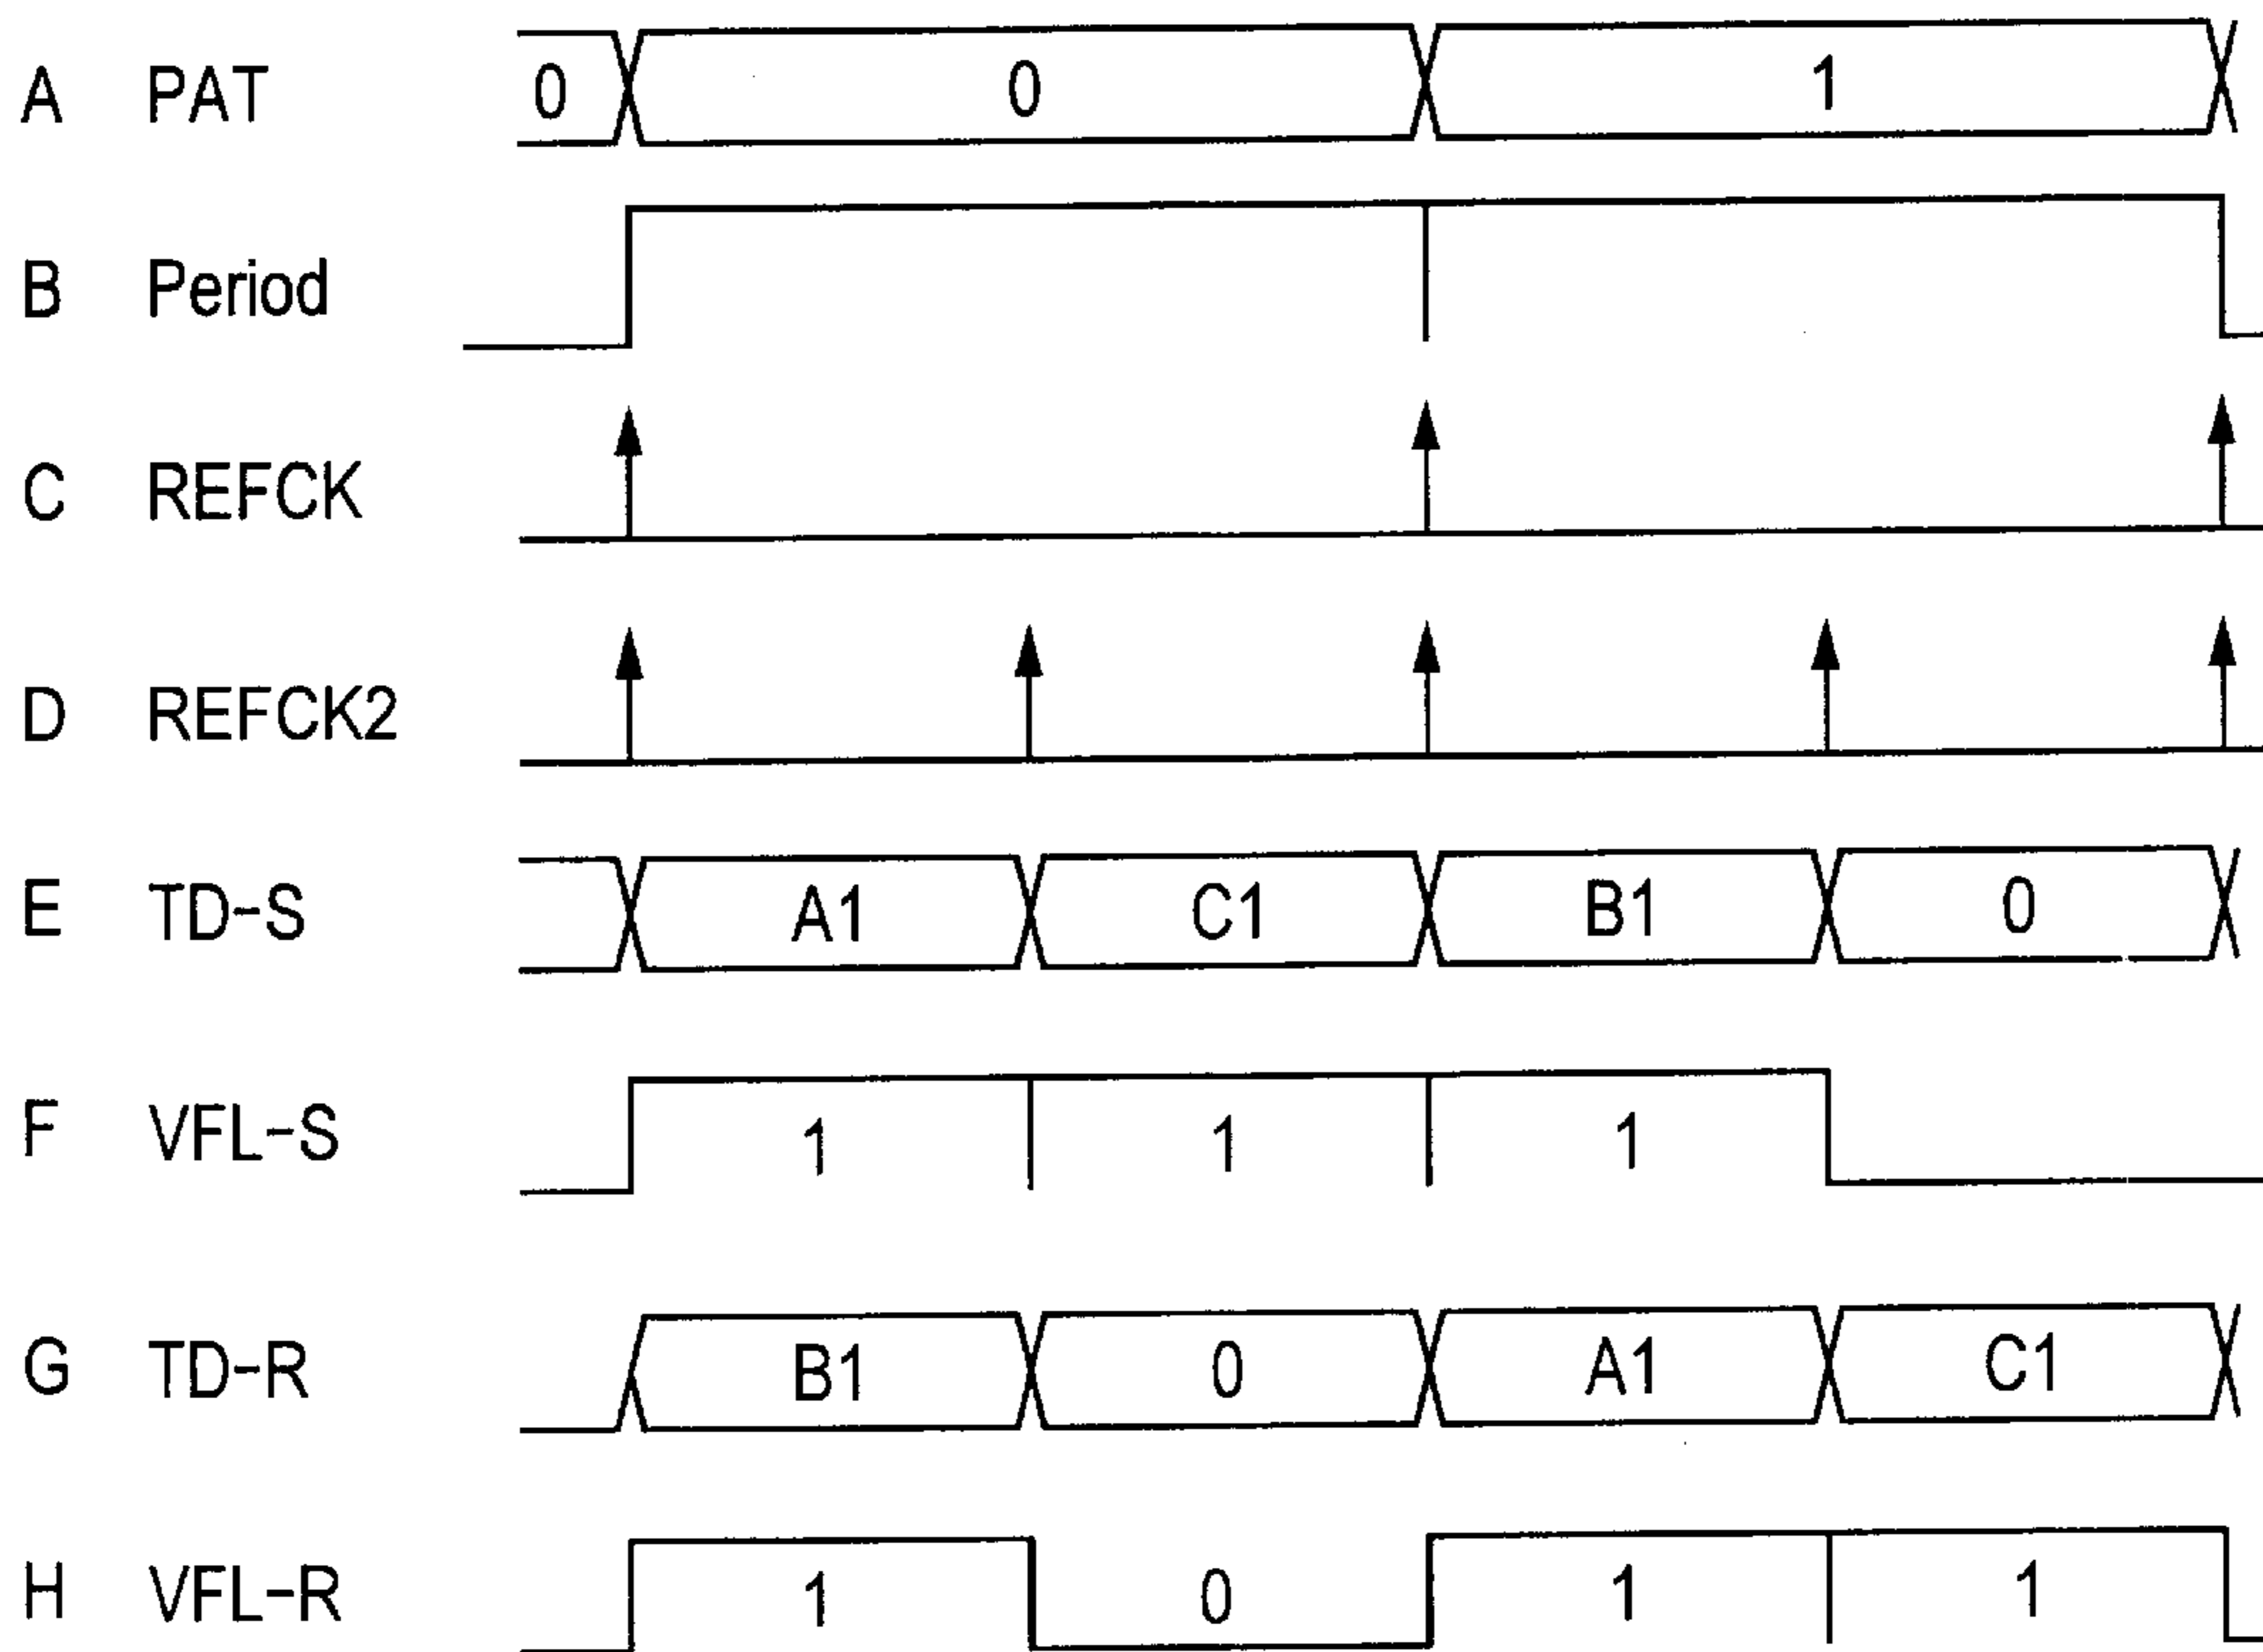 A PAT 0 0 1
B Period
C REFCK
D REFCK2
E TD-S A1 C1 B1 0
F VFL-S 1 1 1
G TD-R B1 0 A1 C1
H VFL-R 1 0 1 1